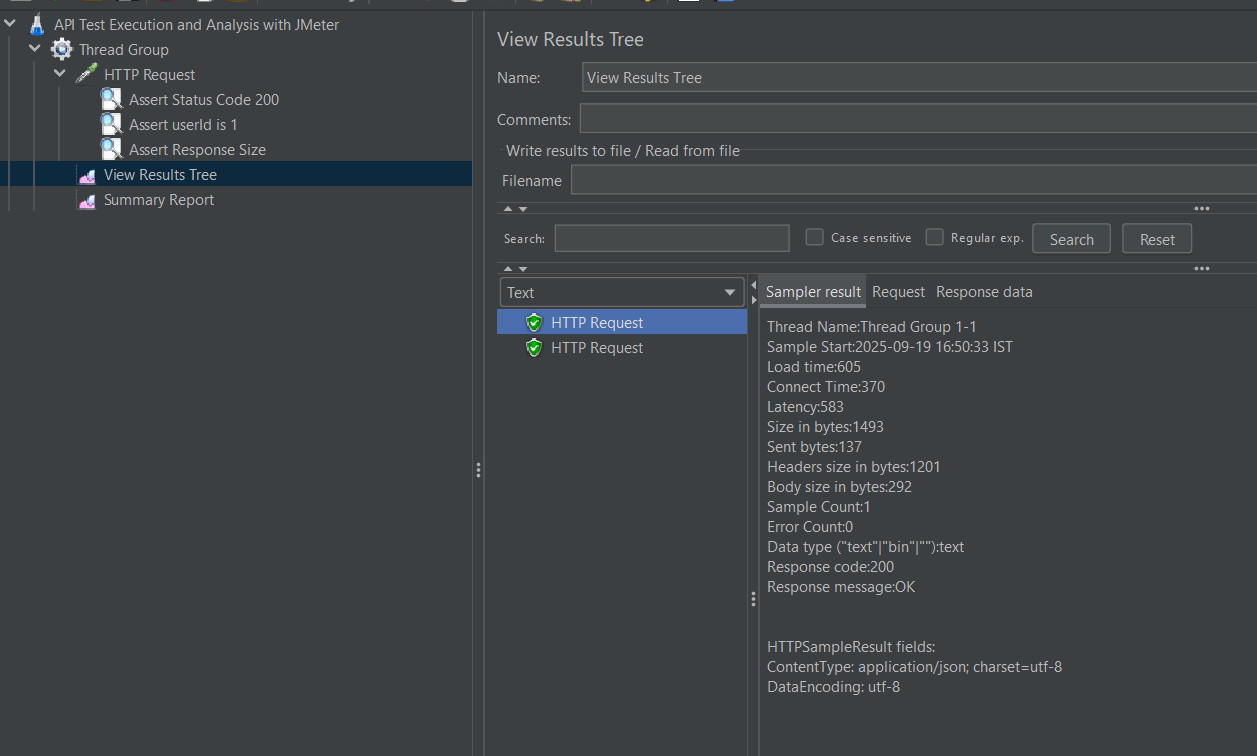 API Test Execution and Analysis with JMeter
Thread Group
HTTP Request
Assert Status Code 200
Assert userId is 1
Assert Response Size
View Results Tree
Summary Report
View Results Tree
Name: View Results Tree
Comments:
Write results to file / Read from file
Filename
Search: Case sensitive Regular exp. Search Reset
Text
HTTP Request
HTTP Request
Sampler result Request Response data
Thread Name:Thread Group 1-1
Sample Start:2025-09-19 16:50:33 IST
Load time:605
Connect Time:370
Latency:583
Size in bytes:1493
Sent bytes:137
Headers size in bytes:1201
Body size in bytes:292
Sample Count:1
Error Count:0
Data type ("text"|"bin"|""):text
Response code:200
Response message:OK
HTTPSampleResult fields:
ContentType: application/json; charset=utf-8
DataEncoding: utf-8